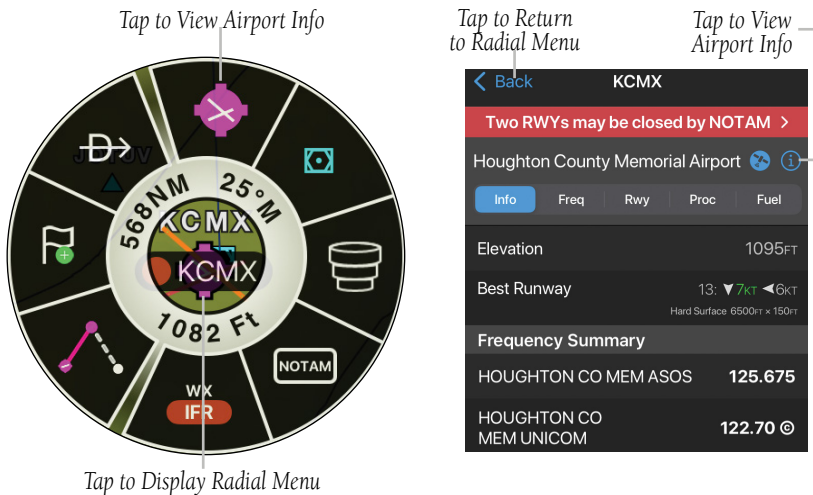 Tap to View Airport Info
Tap to Return
to Radial Menu
Tap to View
Airport Info
D
568NM
25°M
KCMX
KCMX
1082 Ft
NOTAM
WX
IFR
Tap to Display Radial Menu
Back
KCMX
Two RWYs may be closed by NOTAM >
Houghton County Memorial Airport
Info Freq Rwy Proc Fuel
Elevation 1095FT
Best Runway 13: ▼7KT ◀6KT
Hard Surface 6500FT × 150FT
Frequency Summary
HOUGHTON CO MEM ASOS 125.675
HOUGHTON CO
MEM UNICOM 122.70 ©